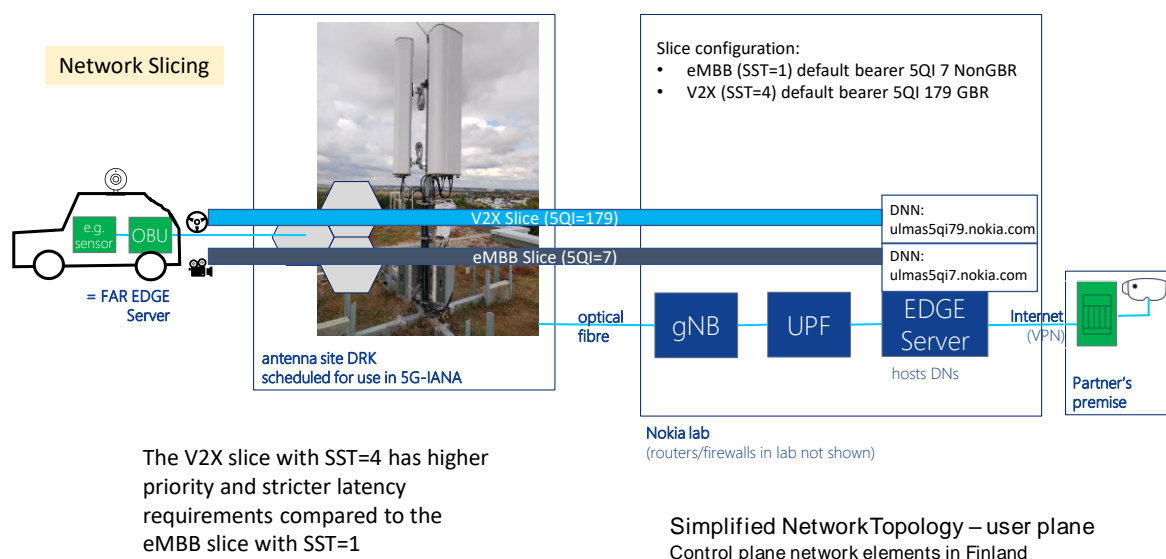 Network Slicing
Slice configuration:
• eMBB (SST=1) default bearer 5QI 7 NonGBR
• V2X (SST=4) default bearer 5QI 179 GBR
V2X Slice (5QI=179)
eMBB Slice (5QI=7)
DNN:
ulmas5qi79.nokia.com
DNN:
ulmas5qi7.nokia.com
e.g.
sensor
OBU
= FAR EDGE
Server
antenna site DRK
scheduled for use in 5G-IANA
optical
fibre
gNB
UPF
EDGE
Server
hosts DNs
Internet
(VPN)
Partner's
premise
Nokia lab
(routers/firewalls in lab not shown)
The V2X slice with SST=4 has higher
priority and stricter latency
requirements compared to the
eMBB slice with SST=1
Simplified NetworkTopology – user plane
Control plane network elements in Finland